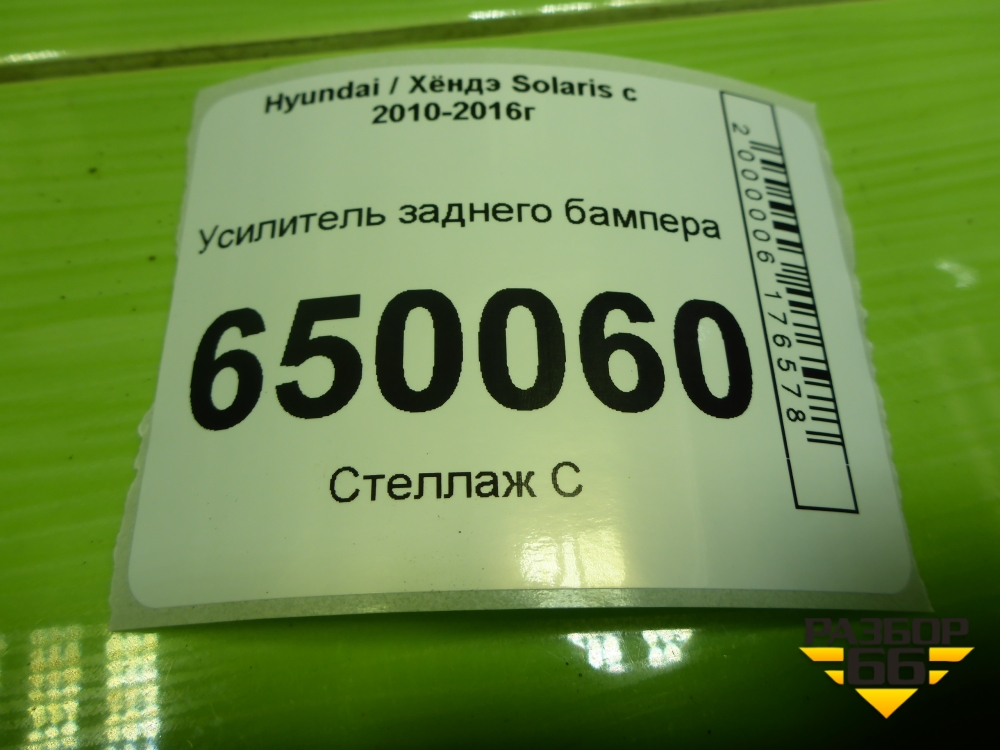 Hyundai / Хёндэ Solaris с
2010-2016г
Усилитель заднего бампера
650060
Стеллаж С
2000006176578
РАЗБОР
66